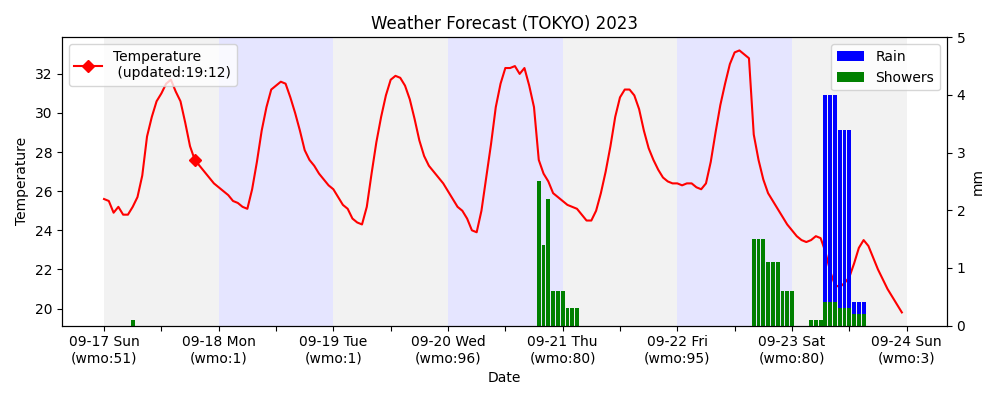 Weather Forecast (TOKYO) 2023
Temperature
(updated:19:12)
Rain
Showers
Temperature
32
30
28
26
24
22
20
5
4
3
2
1
0
mm
09-17 Sun
(wmo:51)
09-18 Mon
(wmo:1)
09-19 Tue
(wmo:1)
09-20 Wed
(wmo:96)
09-21 Thu
(wmo:80)
09-22 Fri
(wmo:95)
09-23 Sat
(wmo:80)
09-24 Sun
(wmo:3)
Date